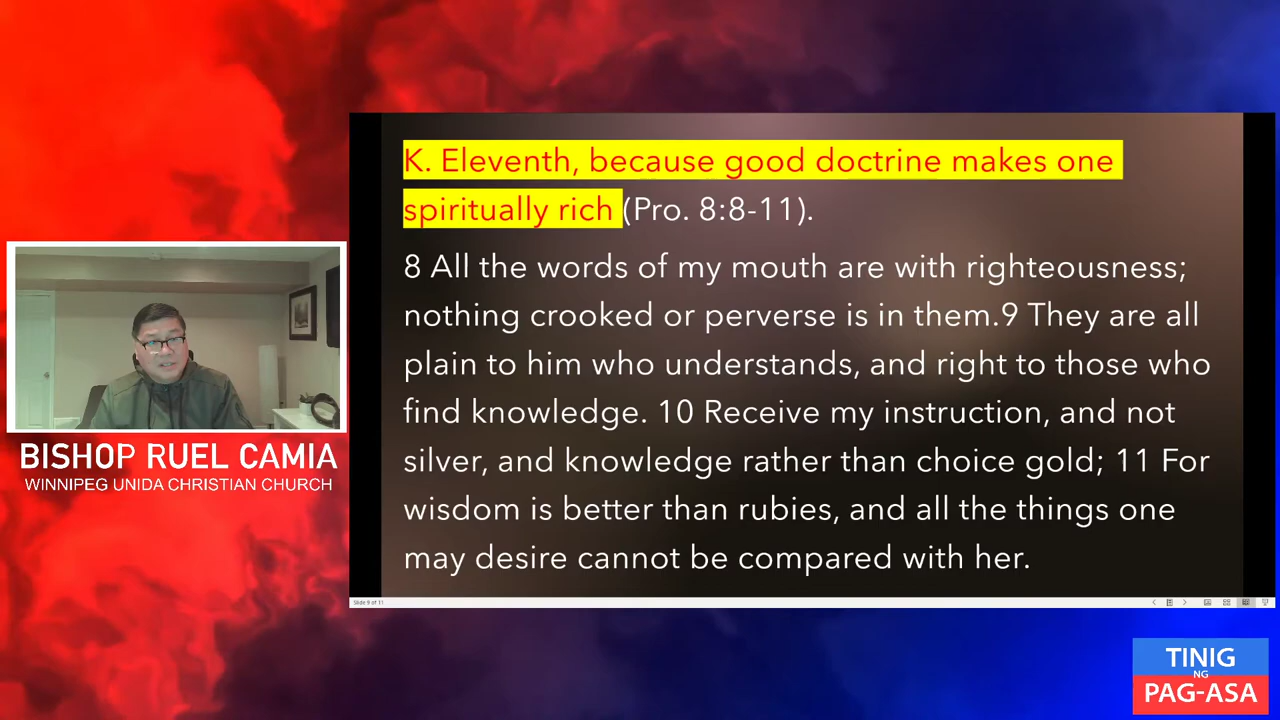 K. Eleventh, because good doctrine makes one
spiritually rich (Pro. 8:8-11).
8 All the words of my mouth are with righteousness;
nothing crooked or perverse is in them.9 They are all
plain to him who understands, and right to those who
find knowledge. 10 Receive my instruction, and not
silver, and knowledge rather than choice gold; 11 For
wisdom is better than rubies, and all the things one
may desire cannot be compared with her.
Slide 9 of 11
BISHOP RUEL CAMIA
WINNIPEG UNIDA CHRISTIAN CHURCH
TINIG
NG
PAG-ASA